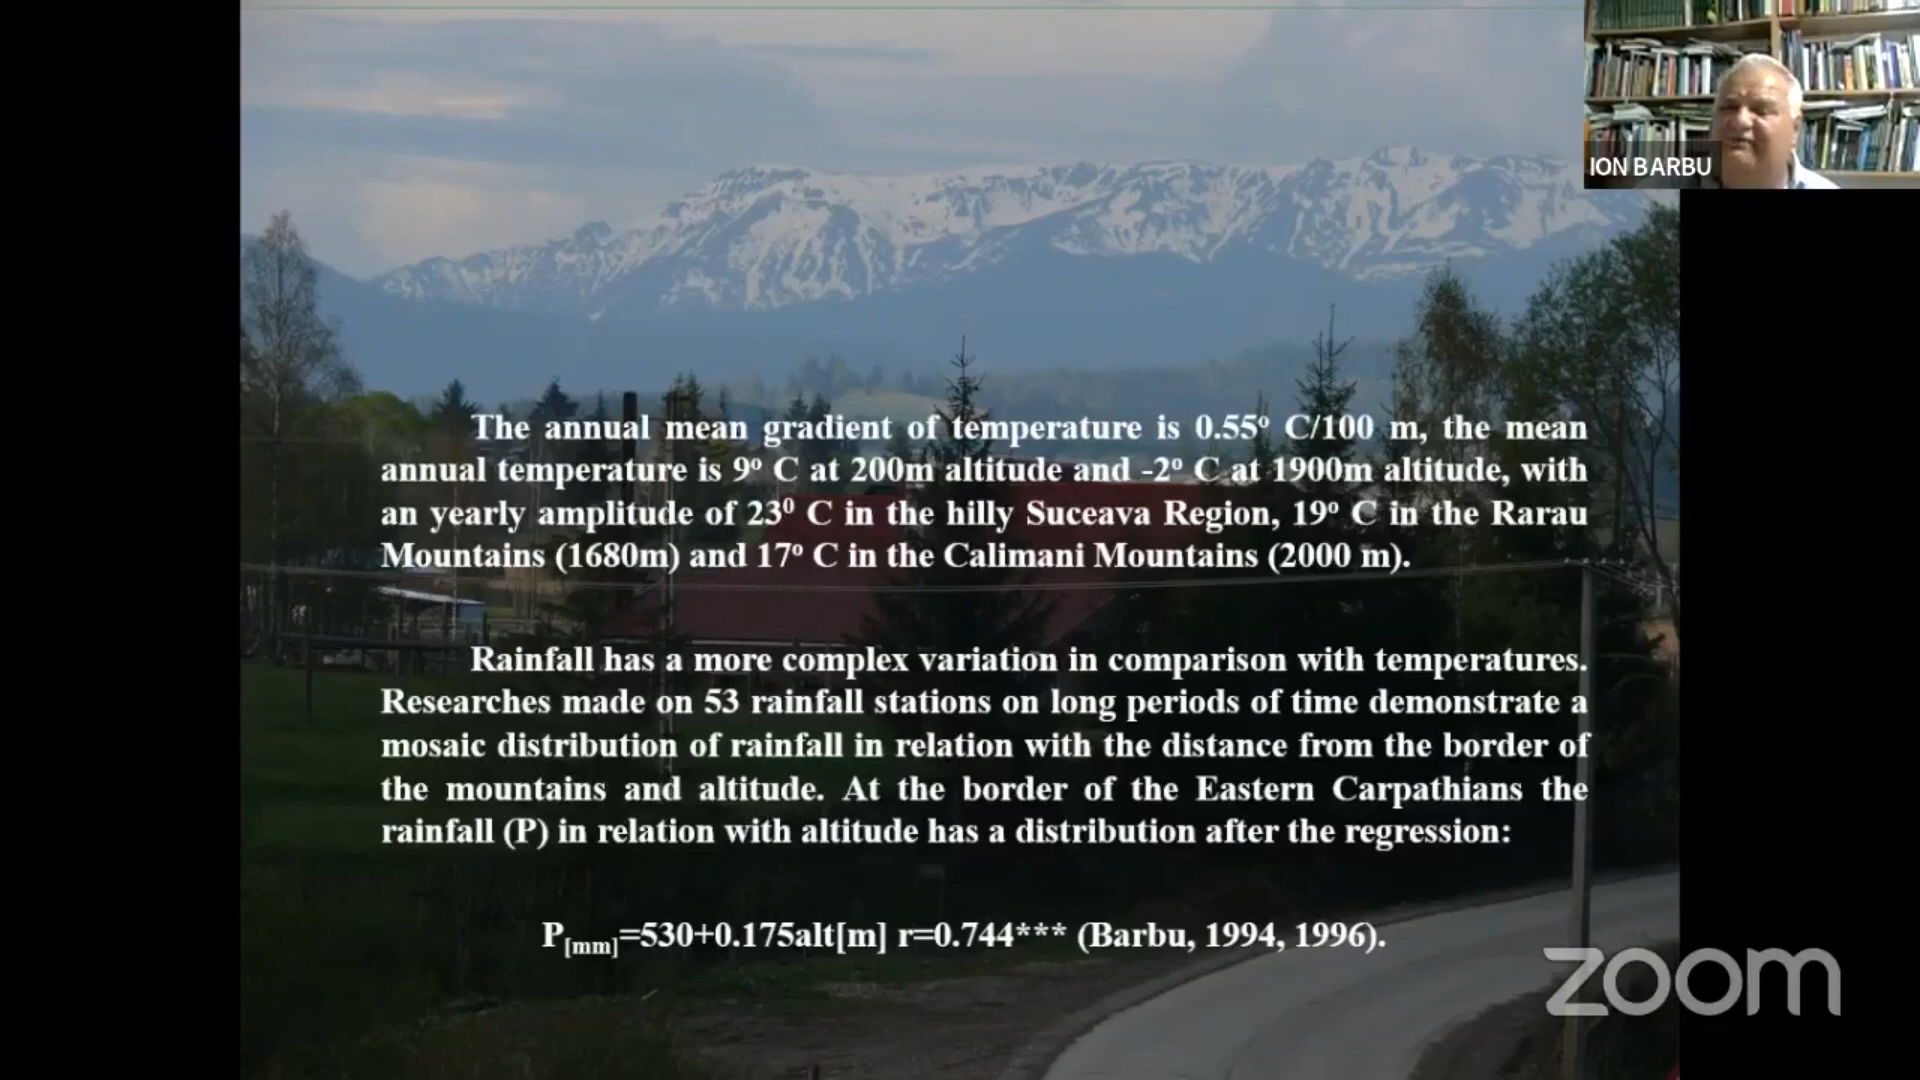 ION BARBU
The annual mean gradient of temperature is 0.55º C/100 m, the mean
annual temperature is 9º C at 200m altitude and -2º C at 1900m altitude, with
an yearly amplitude of 23⁰ C in the hilly Suceava Region, 19º C in the Rarau
Mountains (1680m) and 17º C in the Calimani Mountains (2000 m).
Rainfall has a more complex variation in comparison with temperatures.
Researches made on 53 rainfall stations on long periods of time demonstrate a
mosaic distribution of rainfall in relation with the distance from the border of
the mountains and altitude. At the border of the Eastern Carpathians the
rainfall (P) in relation with altitude has a distribution after the regression:
P[mm]=530+0.175alt[m] r=0.744*** (Barbu, 1994, 1996).
zoom